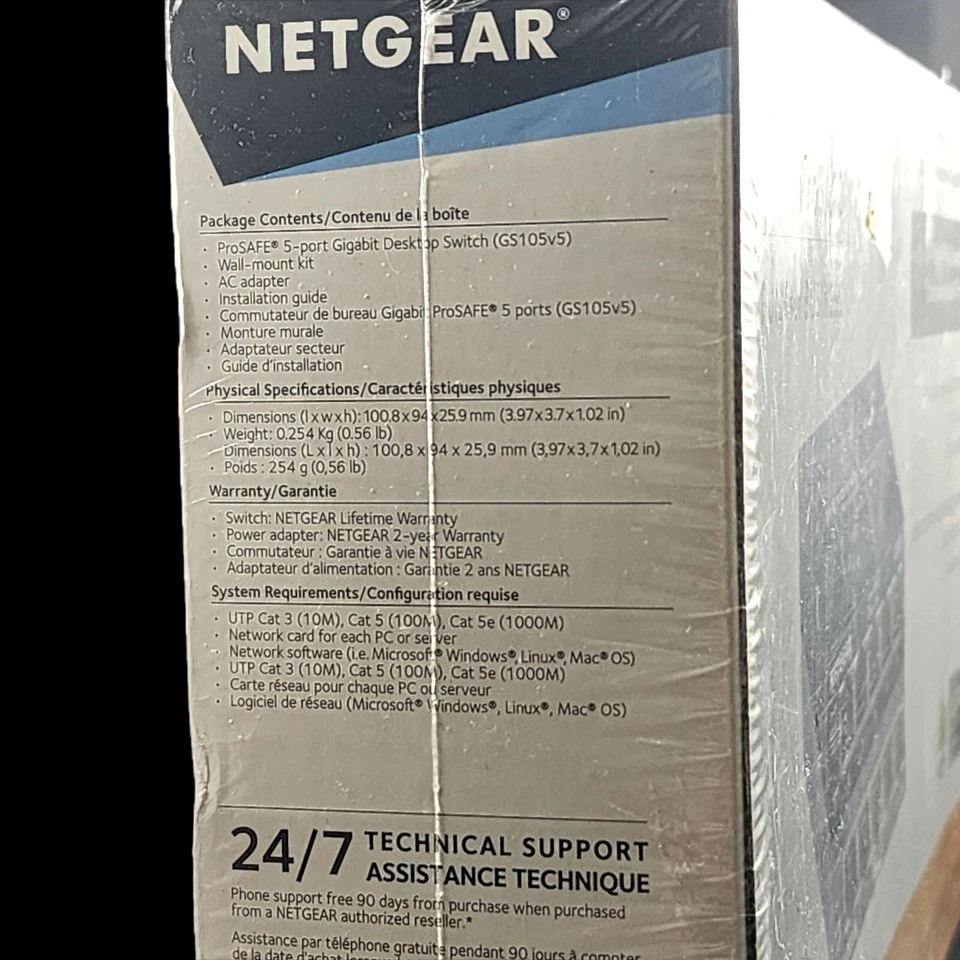 NETGEAR®
Package Contents/Contenu de la boîte
· ProSAFE® 5-port Gigabit Desktop Switch (GS105v5)
· Wall-mount kit
· AC adapter
· Installation guide
· Commutateur de bureau Gigabit ProSAFE® 5 ports (GS105v5)
· Monture murale
· Adaptateur secteur
· Guide d'installation
Physical Specifications/Caractéristiques physiques
· Dimensions (l x w x h): 100.8 x 94 x 25.9 mm (3.97 x 3.7 x 1.02 in)
· Weight: 0.254 Kg (0.56 lb)
Dimensions (L x l x h) : 100,8 x 94 x 25,9 mm (3,97 x 3,7 x 1,02 in)
· Poids : 254 g (0,56 lb)
Warranty/Garantie
· Switch: NETGEAR Lifetime Warranty
· Power adapter: NETGEAR 2-year Warranty
· Commutateur : Garantie à vie NETGEAR
· Adaptateur d'alimentation : Garantie 2 ans NETGEAR
System Requirements/Configuration requise
· UTP Cat 3 (10M), Cat 5 (100M), Cat 5e (1000M)
· Network card for each PC or server
· Network software (i.e. Microsoft® Windows®, Linux®, Mac® OS)
· UTP Cat 3 (10M), Cat 5 (100M), Cat 5e (1000M)
· Carte réseau pour chaque PC ou serveur
· Logiciel de réseau (Microsoft® Windows®, Linux®, Mac® OS)
24/7 TECHNICAL SUPPORT
ASSISTANCE TECHNIQUE
Phone support free 90 days from purchase when purchased
from a NETGEAR authorized reseller.*
Assistance par téléphone gratuite pendant 90 jours à compter
de la date d'achat